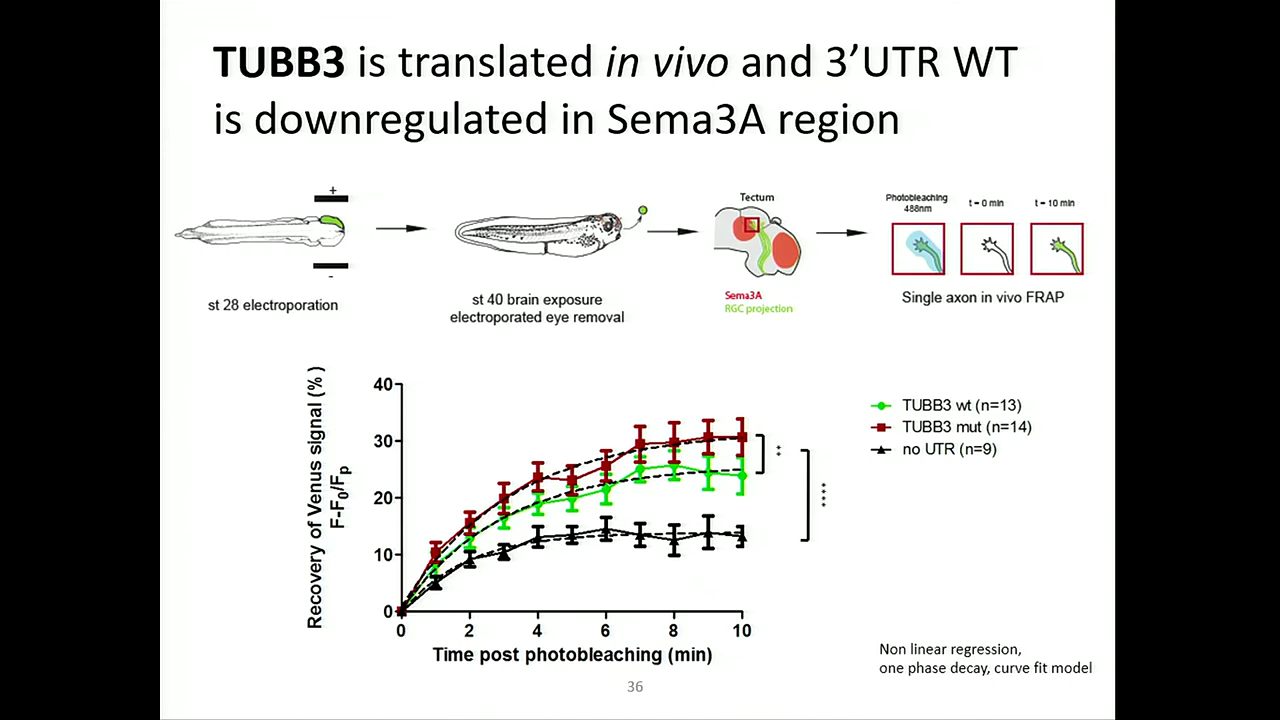 TUBB3 is translated in vivo and 3’UTR WT
is downregulated in Sema3A region
+
-
st 28 electroporation
st 40 brain exposure
electroporated eye removal
Tectum
Sema3A
RGC projection
Photobleaching
488nm
t = 0 min
t = 10 min
Single axon in vivo FRAP
Recovery of Venus signal (%)
F-F0/Fp
40
30
20
10
0
0 2 4 6 8 10
Time post photobleaching (min)
**
****
TUBB3 wt (n=13)
TUBB3 mut (n=14)
no UTR (n=9)
Non linear regression,
one phase decay, curve fit model
36